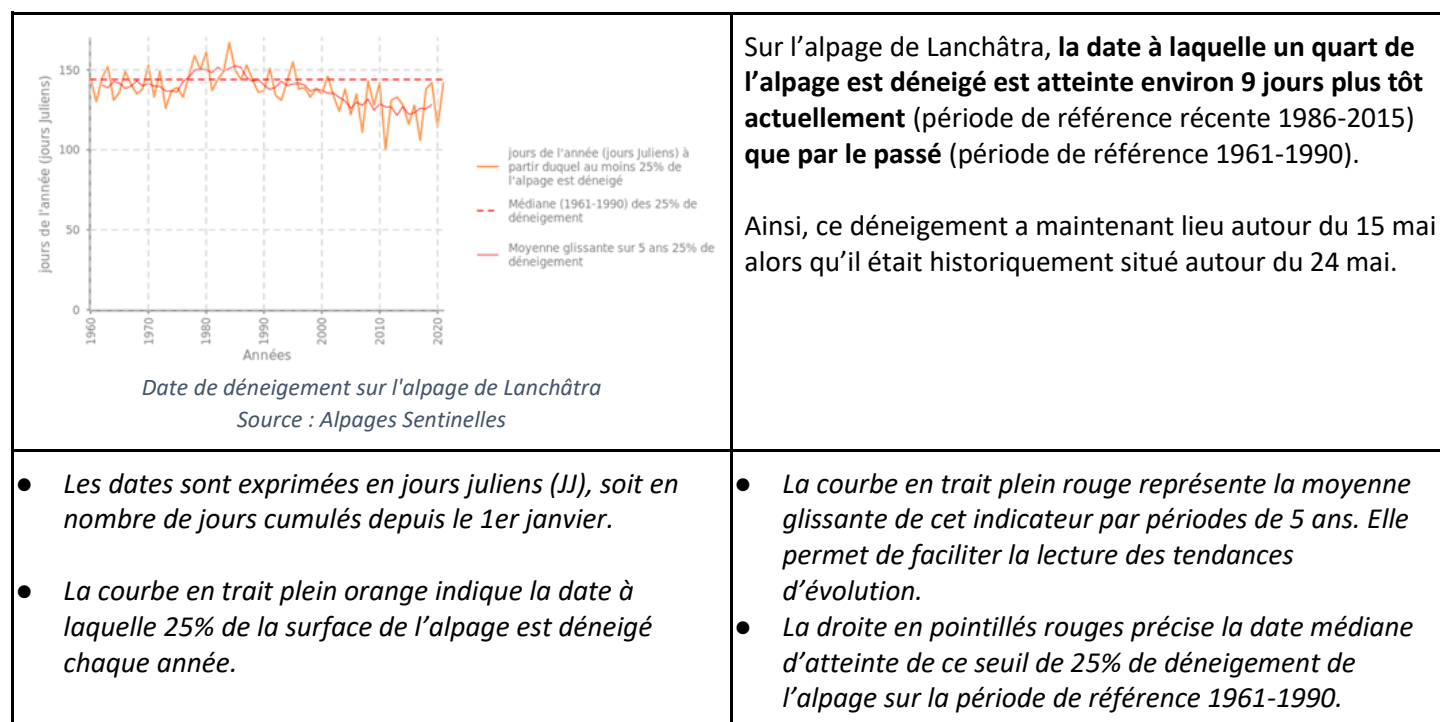 150
100
50
0
jours de l'année (jours Juliens)
1960
1970
1980
1990
2000
2010
2020
Années
jours de l'année (jours Juliens) à
partir duquel au moins 25% de
l'alpage est déneigé
Médiane (1961-1990) des 25% de
déneigement
Moyenne glissante sur 5 ans 25% de
déneigement
Date de déneigement sur l'alpage de Lanchâtra
Source : Alpages Sentinelles
Sur l’alpage de Lanchâtra, la date à laquelle un quart de
l’alpage est déneigé est atteinte environ 9 jours plus tôt
actuellement (période de référence récente 1986-2015)
que par le passé (période de référence 1961-1990).
Ainsi, ce déneigement a maintenant lieu autour du 15 mai
alors qu’il était historiquement situé autour du 24 mai.
● Les dates sont exprimées en jours juliens (JJ), soit en
nombre de jours cumulés depuis le 1er janvier.
● La courbe en trait plein orange indique la date à
laquelle 25% de la surface de l’alpage est déneigé
chaque année.
● La courbe en trait plein rouge représente la moyenne
glissante de cet indicateur par périodes de 5 ans. Elle
permet de faciliter la lecture des tendances
d’évolution.
● La droite en pointillés rouges précise la date médiane
d’atteinte de ce seuil de 25% de déneigement de
l’alpage sur la période de référence 1961-1990.